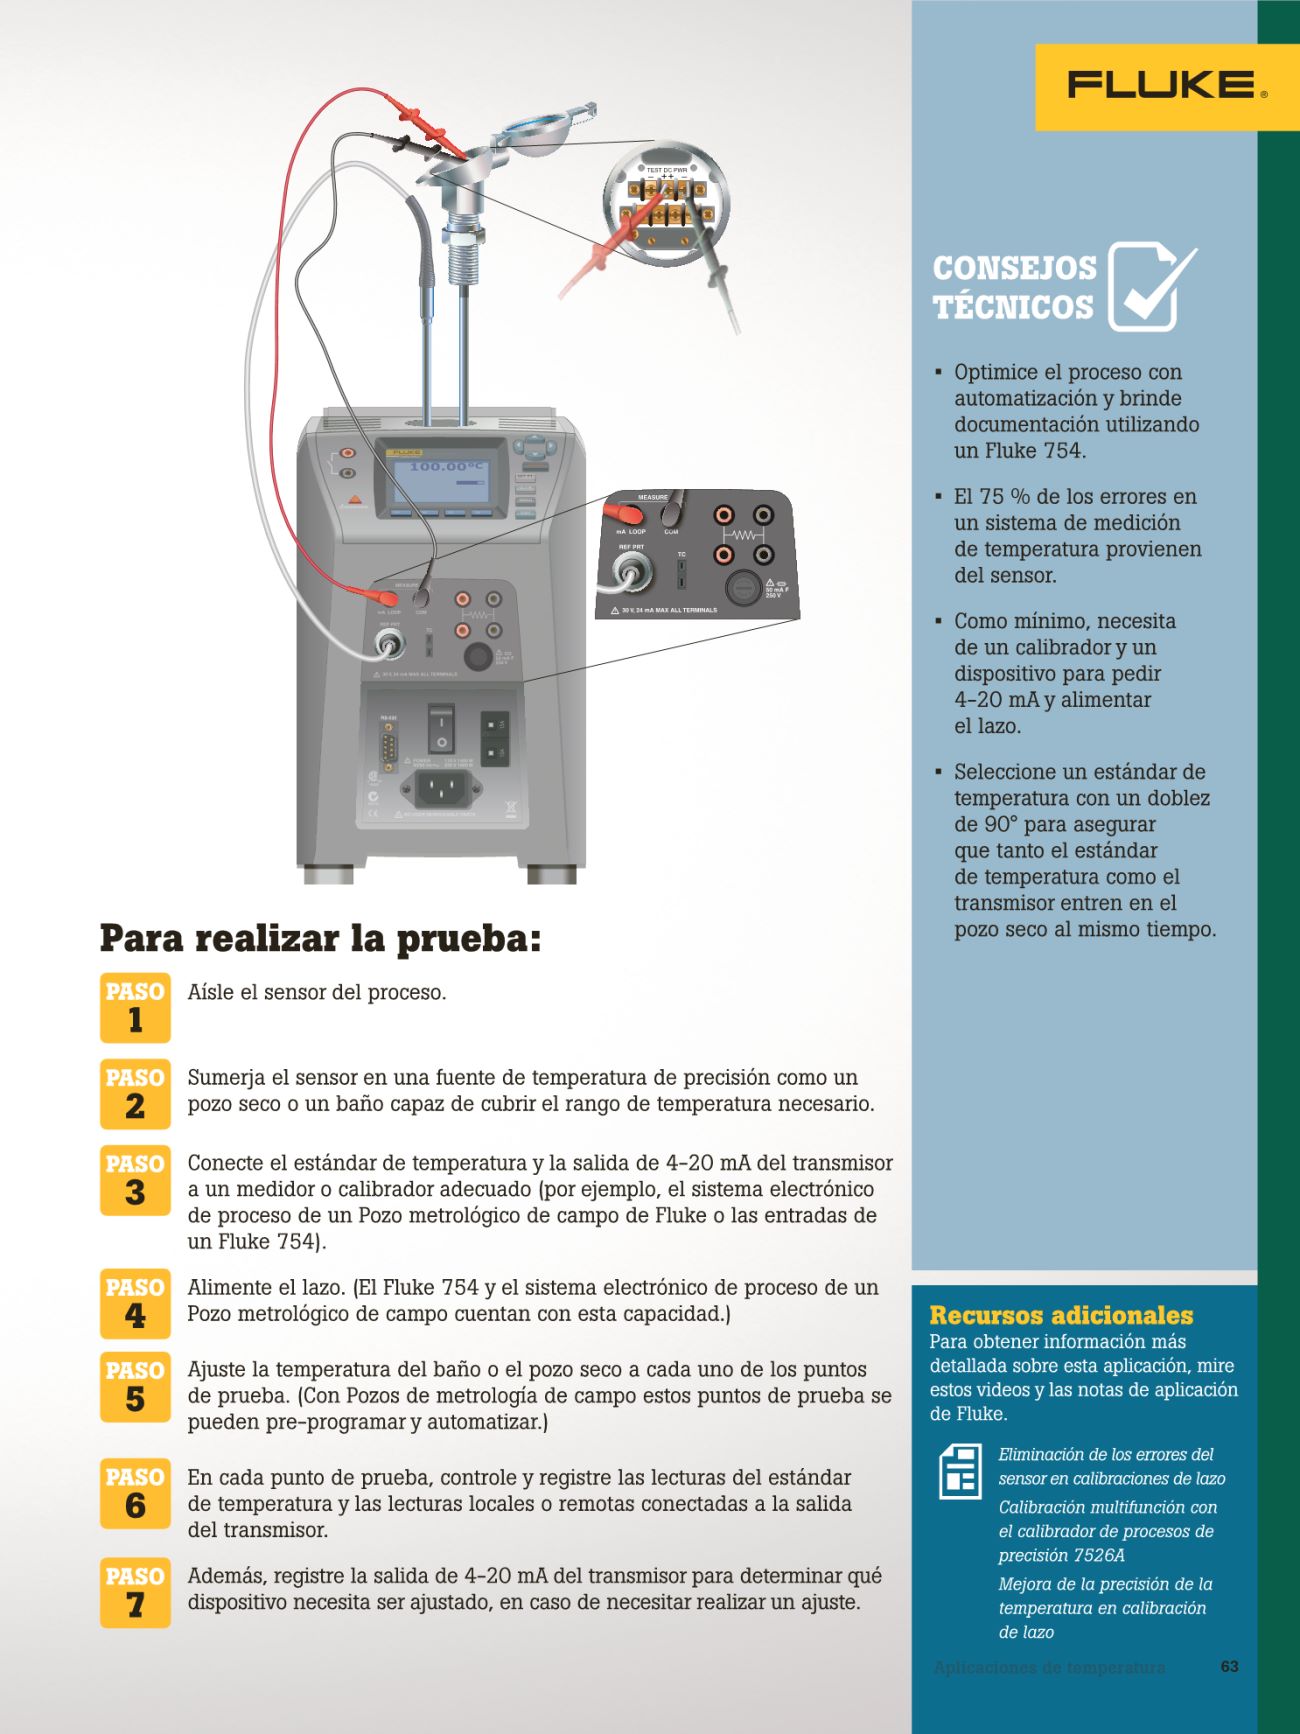 FLUKE ®
TEST DC PWR
− ++ −
CONSEJOS
TÉCNICOS
▪ Optimice el proceso con
automatización y brinde
documentación utilizando
un Fluke 754.
▪ El 75 % de los errores en
un sistema de medición
de temperatura provienen
del sensor.
▪ Como mínimo, necesita
de un calibrador y un
dispositivo para pedir
4-20 mA y alimentar
el lazo.
▪ Seleccione un estándar de
temperatura con un doblez
de 90° para asegurar
que tanto el estándar
de temperatura como el
transmisor entren en el
pozo seco al mismo tiempo.
FLUKE
100.00°C
MEASURE
mA LOOP COM
REF PRT
TC
50 mA F
250 V
30 V, 24 mA MAX ALL TERMINALS
MEASURE
mA LOOP COM
REF PRT
TC
30 V, 24 mA MAX ALL TERMINALS
RS-232
POWER
Para realizar la prueba:
PASO
1
Aísle el sensor del proceso.
PASO
2
Sumerja el sensor en una fuente de temperatura de precisión como un
pozo seco o un baño capaz de cubrir el rango de temperatura necesario.
PASO
3
Conecte el estándar de temperatura y la salida de 4-20 mA del transmisor
a un medidor o calibrador adecuado (por ejemplo, el sistema electrónico
de proceso de un Pozo metrológico de campo de Fluke o las entradas de
un Fluke 754).
PASO
4
Alimente el lazo. (El Fluke 754 y el sistema electrónico de proceso de un
Pozo metrológico de campo cuentan con esta capacidad.)
PASO
5
Ajuste la temperatura del baño o el pozo seco a cada uno de los puntos
de prueba. (Con Pozos de metrología de campo estos puntos de prueba se
pueden pre-programar y automatizar.)
PASO
6
En cada punto de prueba, controle y registre las lecturas del estándar
de temperatura y las lecturas locales o remotas conectadas a la salida
del transmisor.
PASO
7
Además, registre la salida de 4-20 mA del transmisor para determinar qué
dispositivo necesita ser ajustado, en caso de necesitar realizar un ajuste.
Recursos adicionales
Para obtener información más
detallada sobre esta aplicación, mire
estos videos y las notas de aplicación
de Fluke.
Eliminación de los errores del
sensor en calibraciones de lazo
Calibración multifunción con
el calibrador de procesos de
precisión 7526A
Mejora de la precisión de la
temperatura en calibración
de lazo
Aplicaciones de temperatura 63